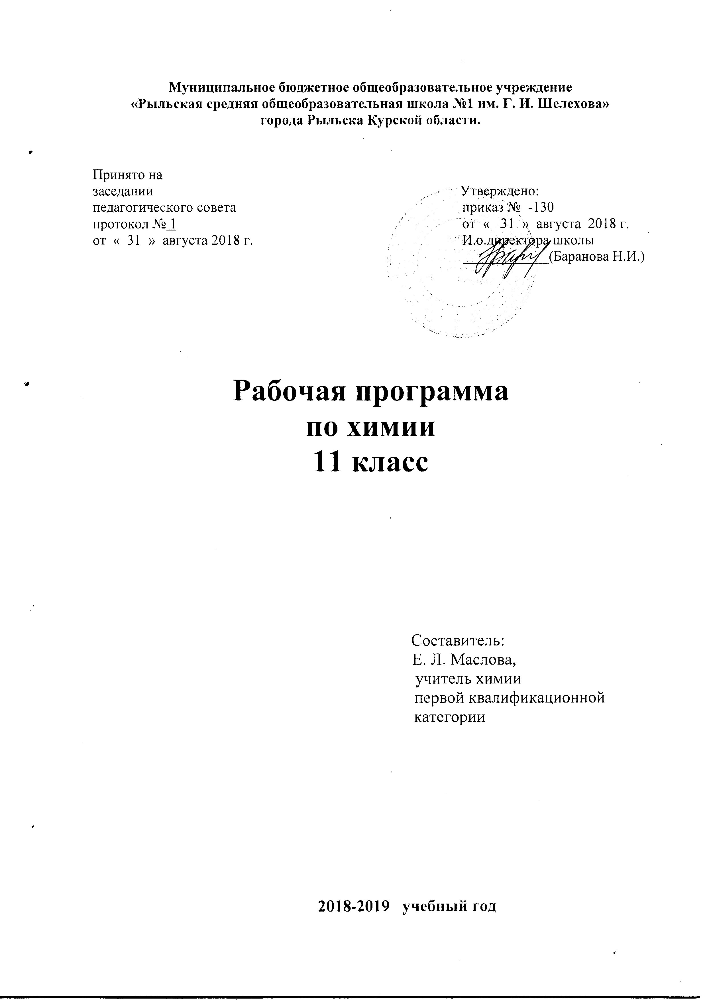 Муниципальное бюджетное общеобразовательное учреждение
«Рыльская средняя общеобразовательная школа №1 им. Г. И. Шелехова»
города Рыльска Курской области.
Принято на
заседании
педагогического совета
протокол № 1
от « 31 » августа 2018 г.
Утверждено:
приказ № -130
от « 31 » августа 2018 г.
И.о.директора школы
(Баранова Н.И.)
Рабочая программа
по химии
11 класс
Составитель:
Е. Л. Маслова,
учитель химии
первой квалификационной
категории
2018-2019 учебный год